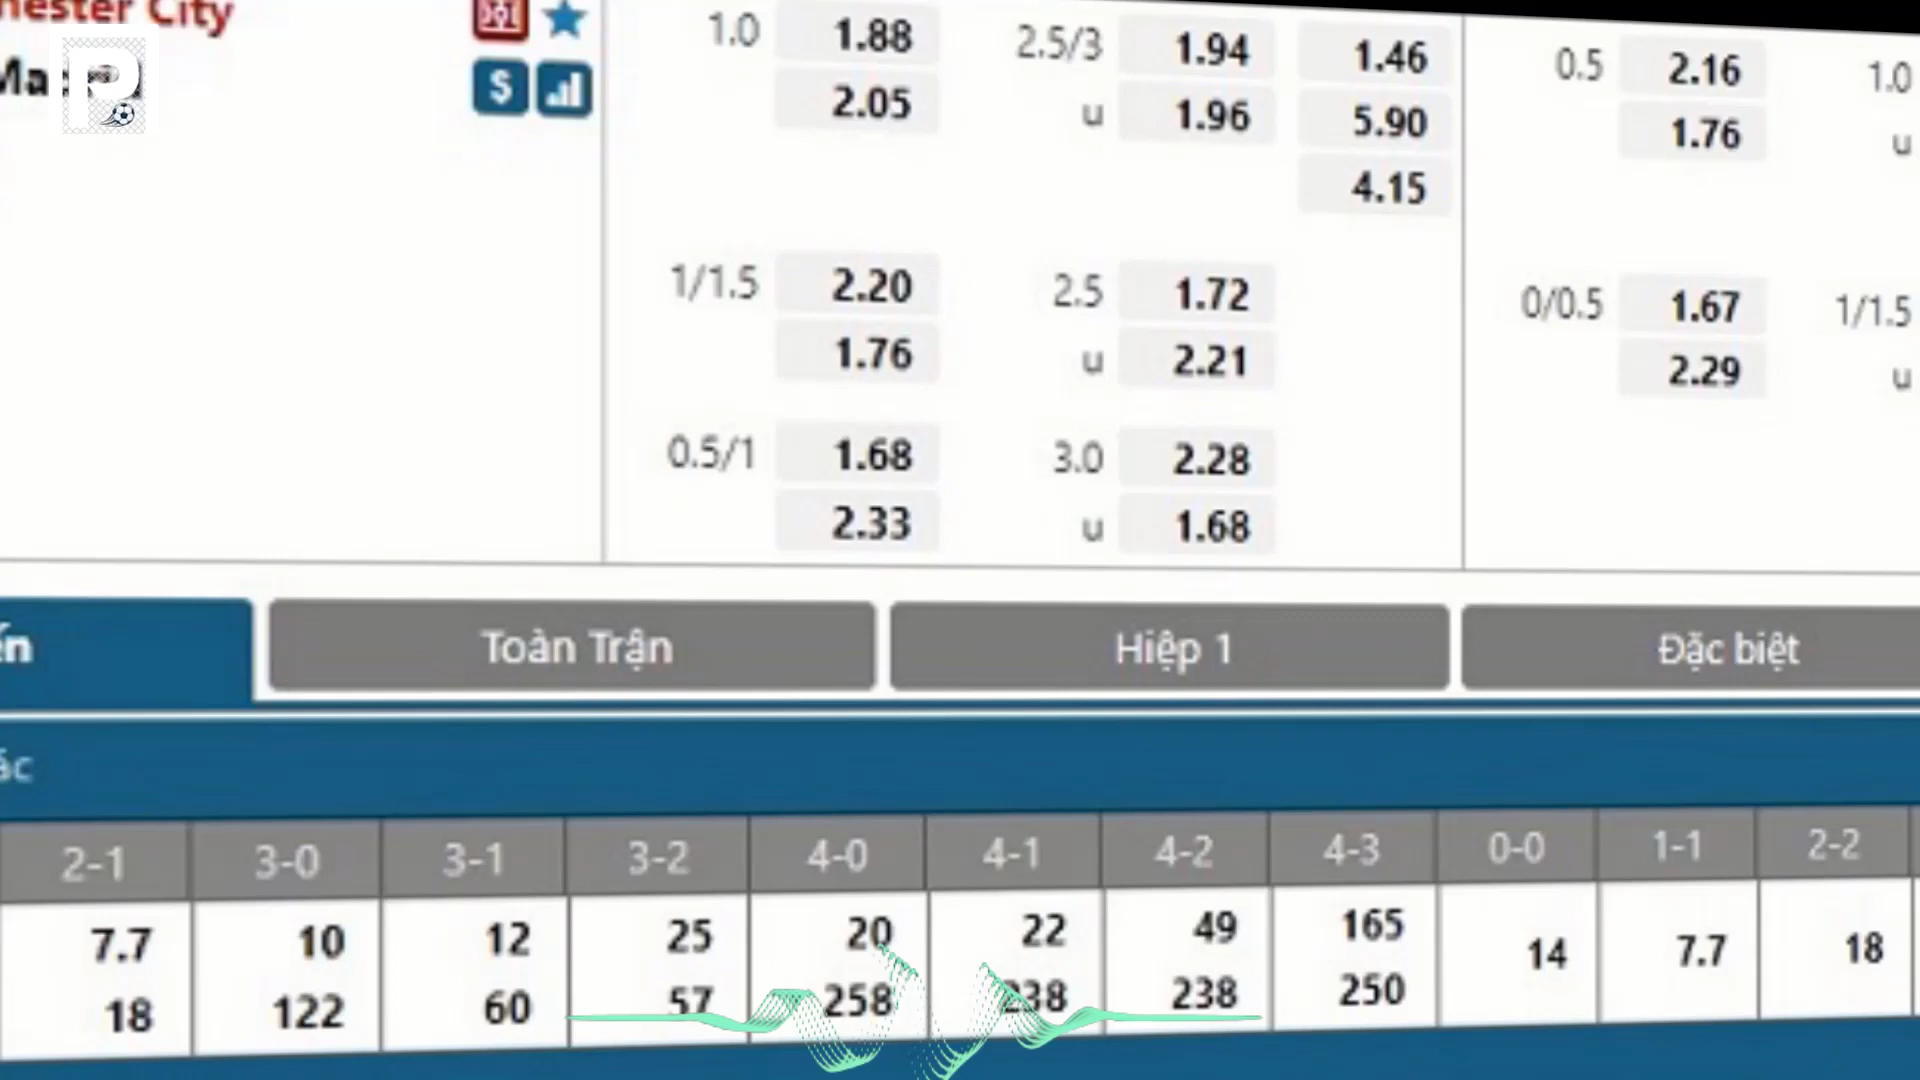 hester City
Ma
$
1.0 1.88 2.5/3 1.94 1.46 0.5 2.16 1.0
2.05 u 1.96 5.90 1.76 u
4.15
1/1.5 2.20 2.5 1.72 0/0.5 1.67 1/1.5
1.76 u 2.21 2.29 u
0.5/1 1.68 3.0 2.28
2.33 u 1.68
ến Toàn Trận Hiệp 1 Đặc biệt
ác
2-1 3-0 3-1 3-2 4-0 4-1 4-2 4-3 0-0 1-1 2-2
7.7 10 12 25 20 22 49 165 14 7.7 18
18 122 60 57 258 238 238 250